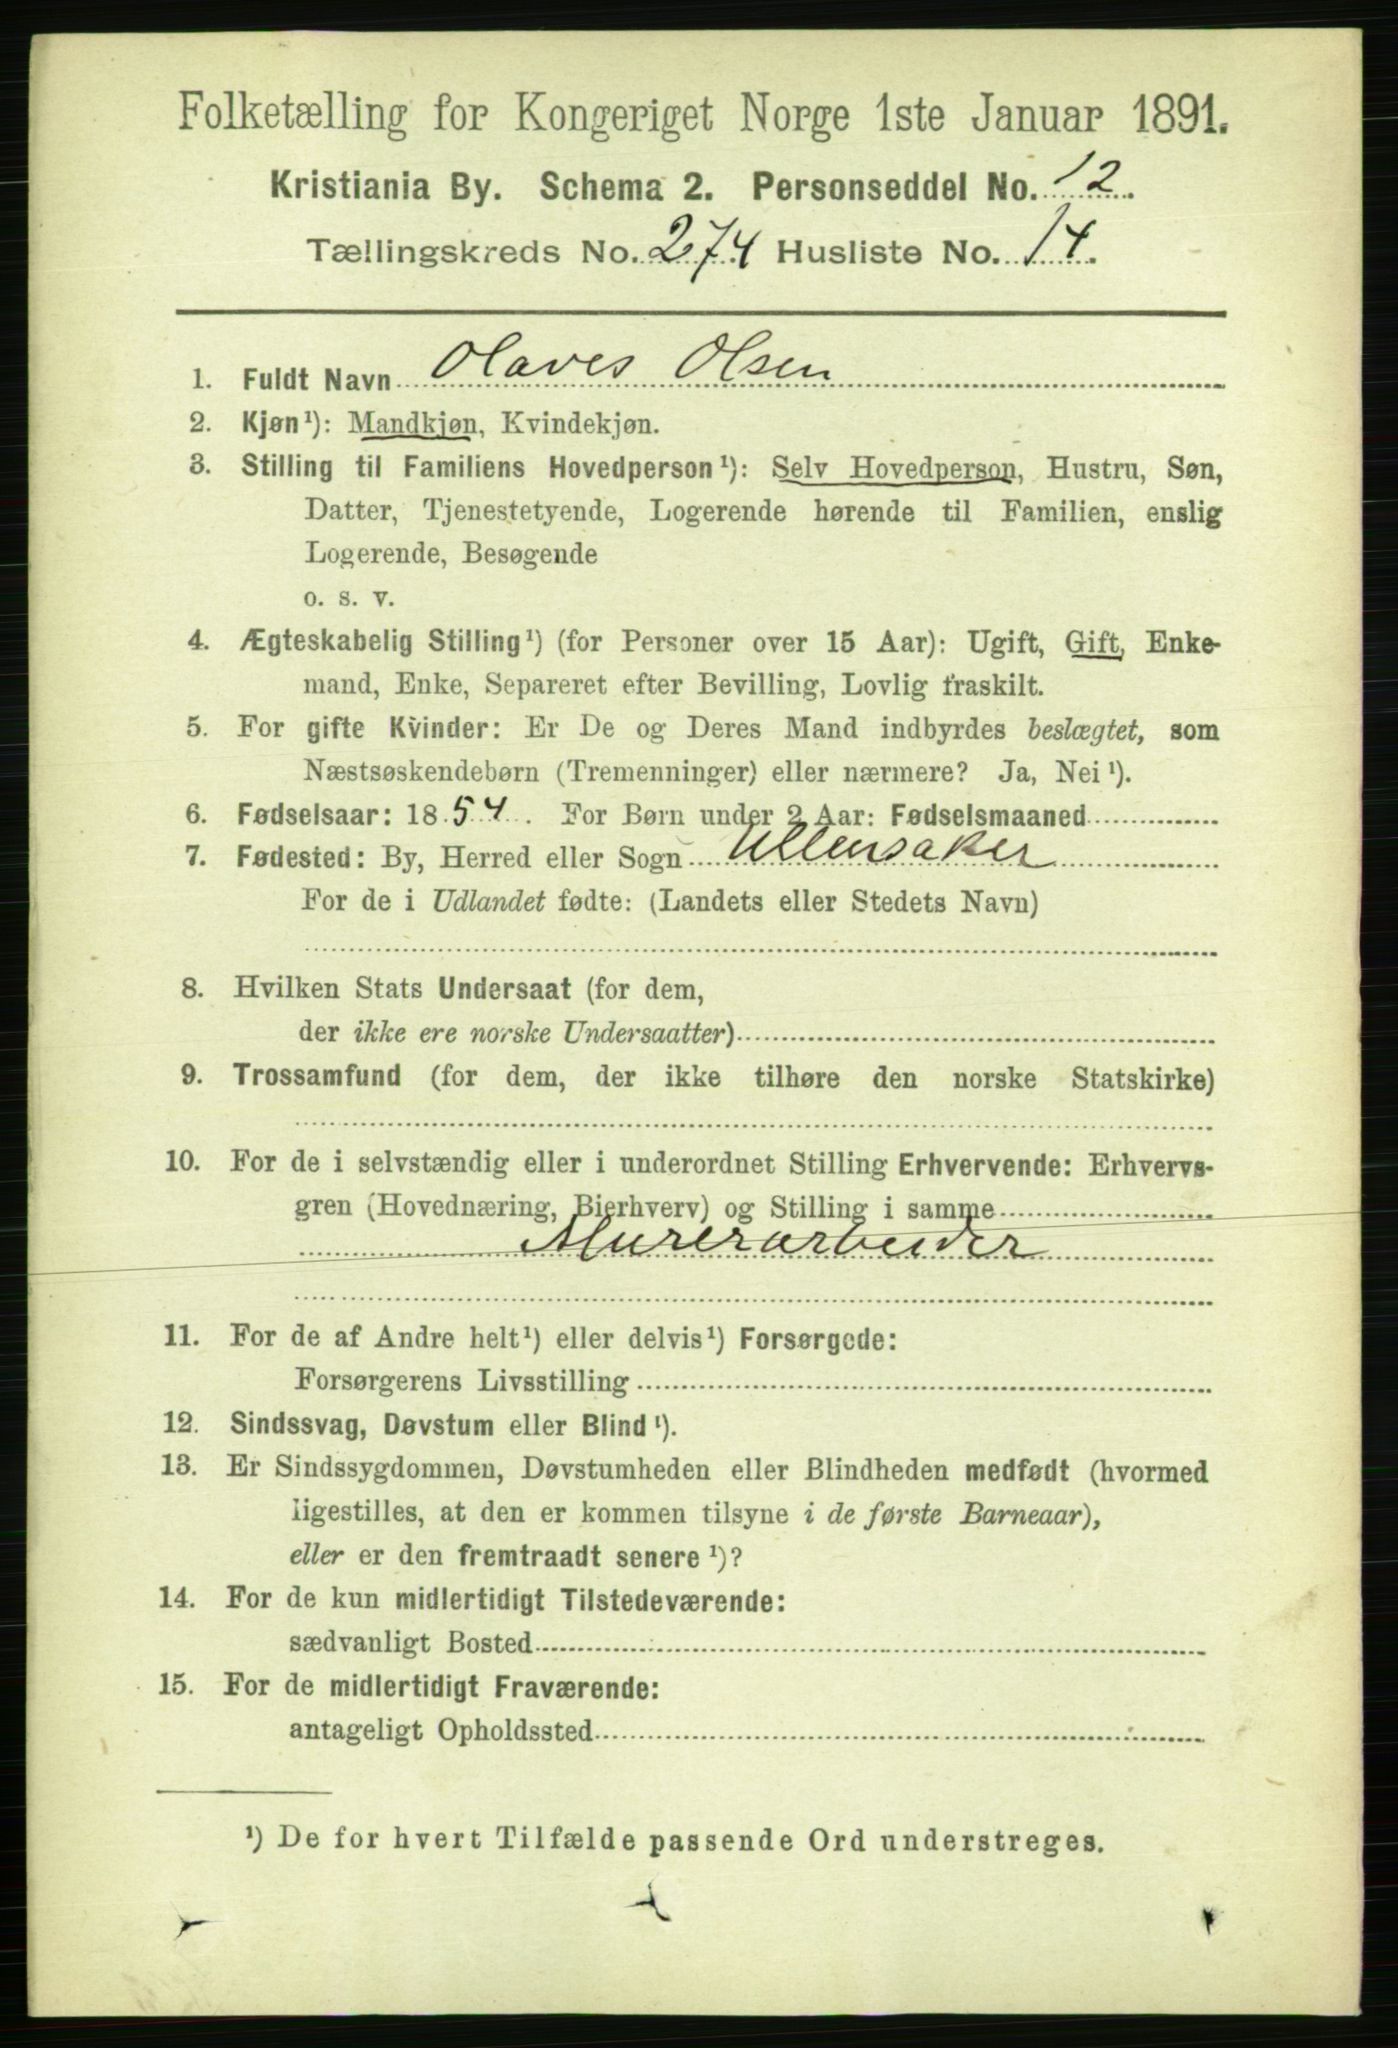 Folketælling for Kongeriget Norge 1ste Januar 1891.
Kristiania By. Schema 2. Personseddel No. 12.
Tællingskreds No. 274 Husliste No. 14.
1. Fuldt Navn Olaves Olsen
2. Kjøn¹): Mandkjøn, Kvindekjøn.
3. Stilling til Familiens Hovedperson¹): Selv Hovedperson, Hustru, Søn,
Datter, Tjenestetyende, Logerende hørende til Familien, enslig
Logerende, Besøgende
o. s. v.
4. Ægteskabelig Stilling¹) (for Personer over 15 Aar): Ugift, Gift, Enke-
mand, Enke, Separeret efter Bevilling, Lovlig fraskilt.
5. For gifte Kvinder: Er De og Deres Mand indbyrdes beslægtet, som
Næstsøskendebørn (Tremenninger) eller nærmere? Ja, Nei¹).
6. Fødselsaar: 1854. For Børn under 2 Aar: Fødselsmaaned
7. Fødested: By, Herred eller Sogn Ullensaker
For de i Udlandet fødte: (Landets eller Stedets Navn)
8. Hvilken Stats Undersaat (for dem,
der ikke ere norske Undersaatter)
9. Trossamfund (for dem, der ikke tilhøre den norske Statskirke)
10. For de i selvstændig eller i underordnet Stilling Erhvervende: Erhvervs-
gren (Hovednæring, Bierhverv) og Stilling i samme
Murerarbeider
11. For de af Andre helt¹) eller delvis¹) Forsørgede:
Forsørgerens Livsstilling
12. Sindssvag, Døvstum eller Blind¹).
13. Er Sindssygdommen, Døvstumheden eller Blindheden medfødt (hvormed
ligestilles, at den er kommen tilsyne i de første Barneaar),
eller er den fremtraadt senere¹)?
14. For de kun midlertidigt Tilstedeværende:
sædvanligt Bosted
15. For de midlertidigt Fraværende:
antageligt Opholdssted
¹) De for hvert Tilfælde passende Ord understreges.